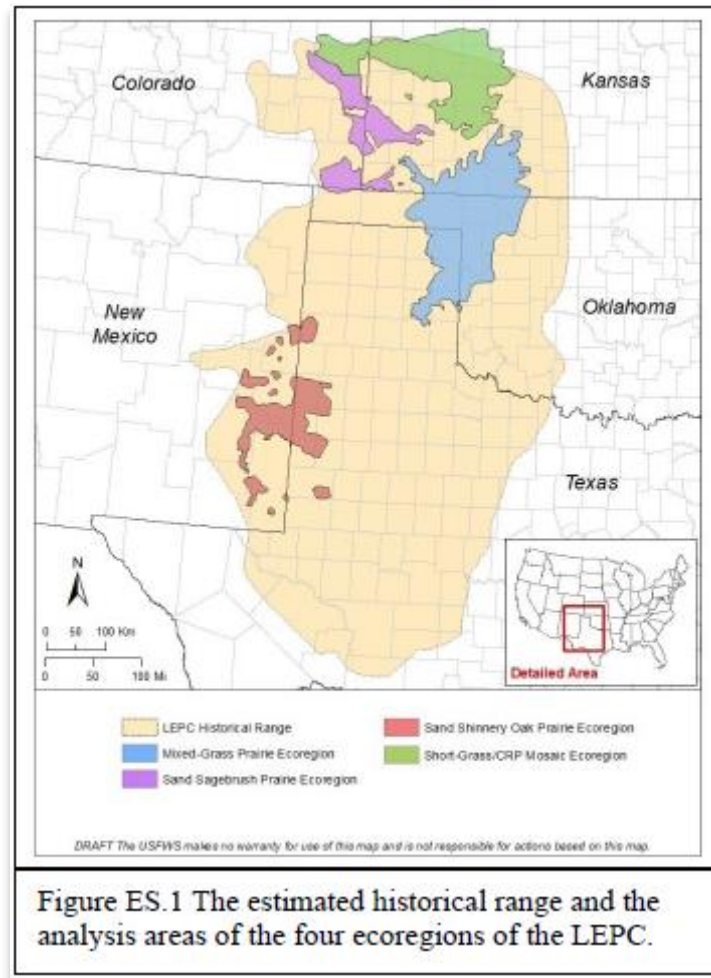 Colorado
Kansas
New
Mexico
Oklahoma
Texas
N
0 50 100 Km
0 50 100 Mi
Detailed Area
LEPC Historical Range
Mixed-Grass Prairie Ecoregion
Sand Sagebrush Prairie Ecoregion
Sand Shinnery Oak Prairie Ecoregion
Short-Grass/CRP Mosaic Ecoregion
DRAFT The USFWS makes no warranty for use of this map and is not responsible for actions based on this map.
Figure ES.1 The estimated historical range and the
analysis areas of the four ecoregions of the LEPC.